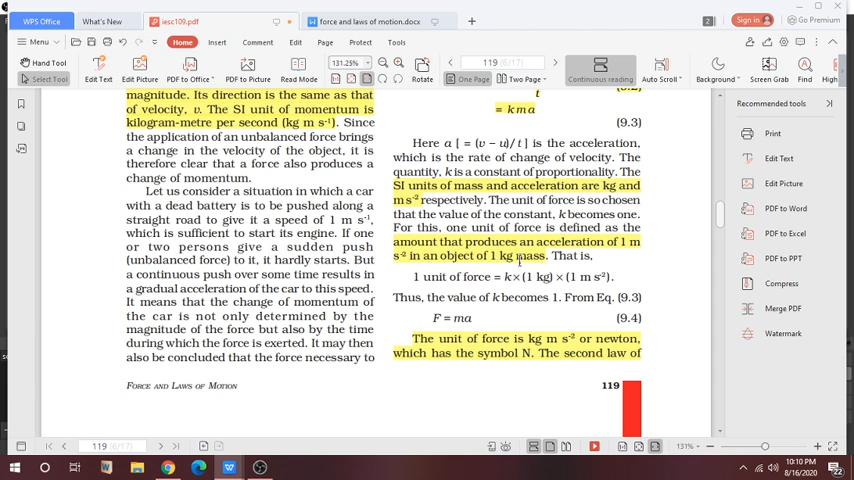 WPS Office
What's New
iesc109.pdf
force and laws of motion.docx
+
2
Sign in
Go Premium
Menu
Home
Insert
Comment
Edit
Page
Protect
Tools
Hand Tool
Select Tool
Edit Text
Edit Picture
PDF to Office
PDF to Picture
Read Mode
131.25%
Rotate
119 (6/17)
One Page
Two Page
Continuous reading
Auto Scroll
Background
Screen Grab
Find
High
magnitude. Its direction is the same as that
of velocity, v. The SI unit of momentum is
kilogram-metre per second (kg m s⁻¹). Since
the application of an unbalanced force brings
a change in the velocity of the object, it is
therefore clear that a force also produces a
change of momentum.
Let us consider a situation in which a car
with a dead battery is to be pushed along a
straight road to give it a speed of 1 m s⁻¹,
which is sufficient to start its engine. If one
or two persons give a sudden push
(unbalanced force) to it, it hardly starts. But
a continuous push over some time results in
a gradual acceleration of the car to this speed.
It means that the change of momentum of
the car is not only determined by the
magnitude of the force but also by the time
during which the force is exerted. It may then
also be concluded that the force necessary to
t
= k m a
(9.3)
Here a [ = (v – u)/t ] is the acceleration,
which is the rate of change of velocity. The
quantity, k is a constant of proportionality. The
SI units of mass and acceleration are kg and
m s⁻² respectively. The unit of force is so chosen
that the value of the constant, k becomes one.
For this, one unit of force is defined as the
amount that produces an acceleration of 1 m
s⁻² in an object of 1 kg mass. That is,
1 unit of force = k × (1 kg) × (1 m s⁻²).
Thus, the value of k becomes 1. From Eq. (9.3)
F = ma
(9.4)
The unit of force is kg m s⁻² or newton,
which has the symbol N. The second law of
FORCE AND LAWS OF MOTION
119
Recommended tools
Print
Edit Text
Edit Picture
PDF to Word
PDF to Excel
PDF to PPT
Compress
Merge PDF
Watermark
119 (6/17)
131%
10:10 PM
8/16/2020